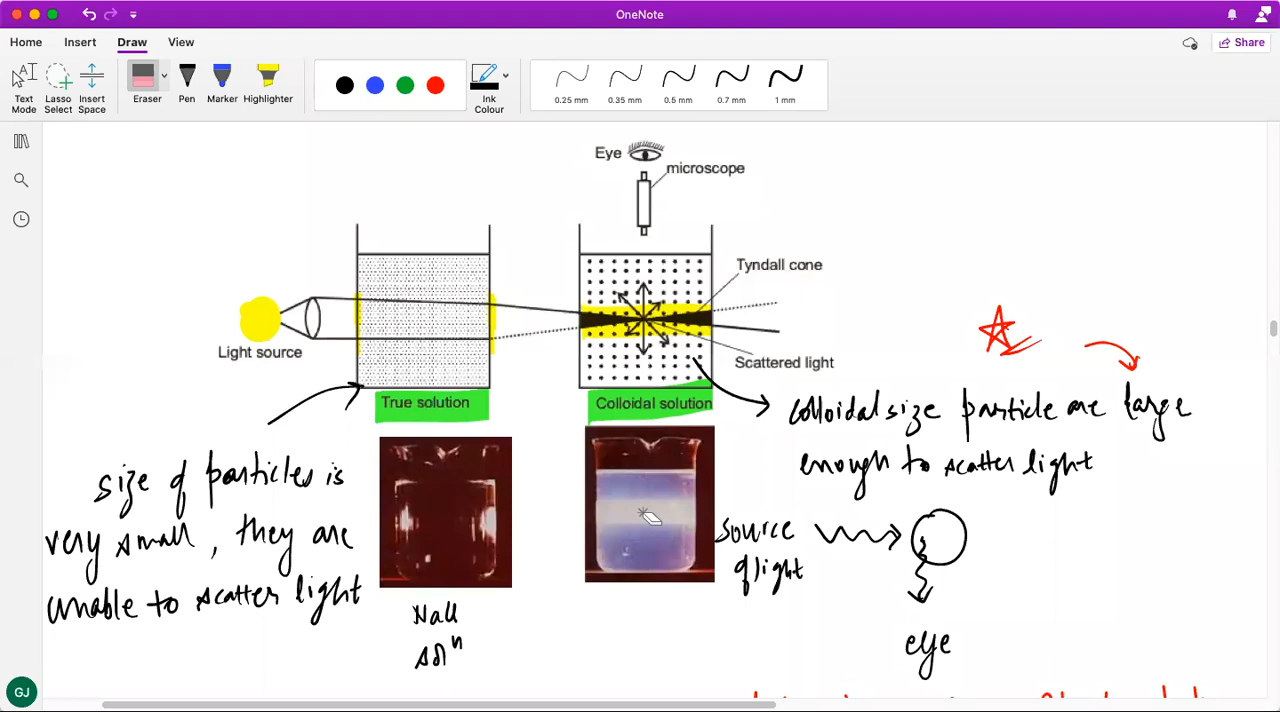 OneNote
Home Insert Draw View
Share
Text Mode
Lasso Select
Insert Space
Eraser
Pen
Marker
Highlighter
Ink Colour
0.25 mm 0.35 mm 0.5 mm 0.7 mm 1 mm
Eye
microscope
Tyndall cone
Light source
Scattered light
True solution
Colloidal solution
colloidal size particle are large
enough to scatter light
size of particles is
very small, they are
unable to scatter light
source
of light
eye
NaCl
solⁿ
GJ